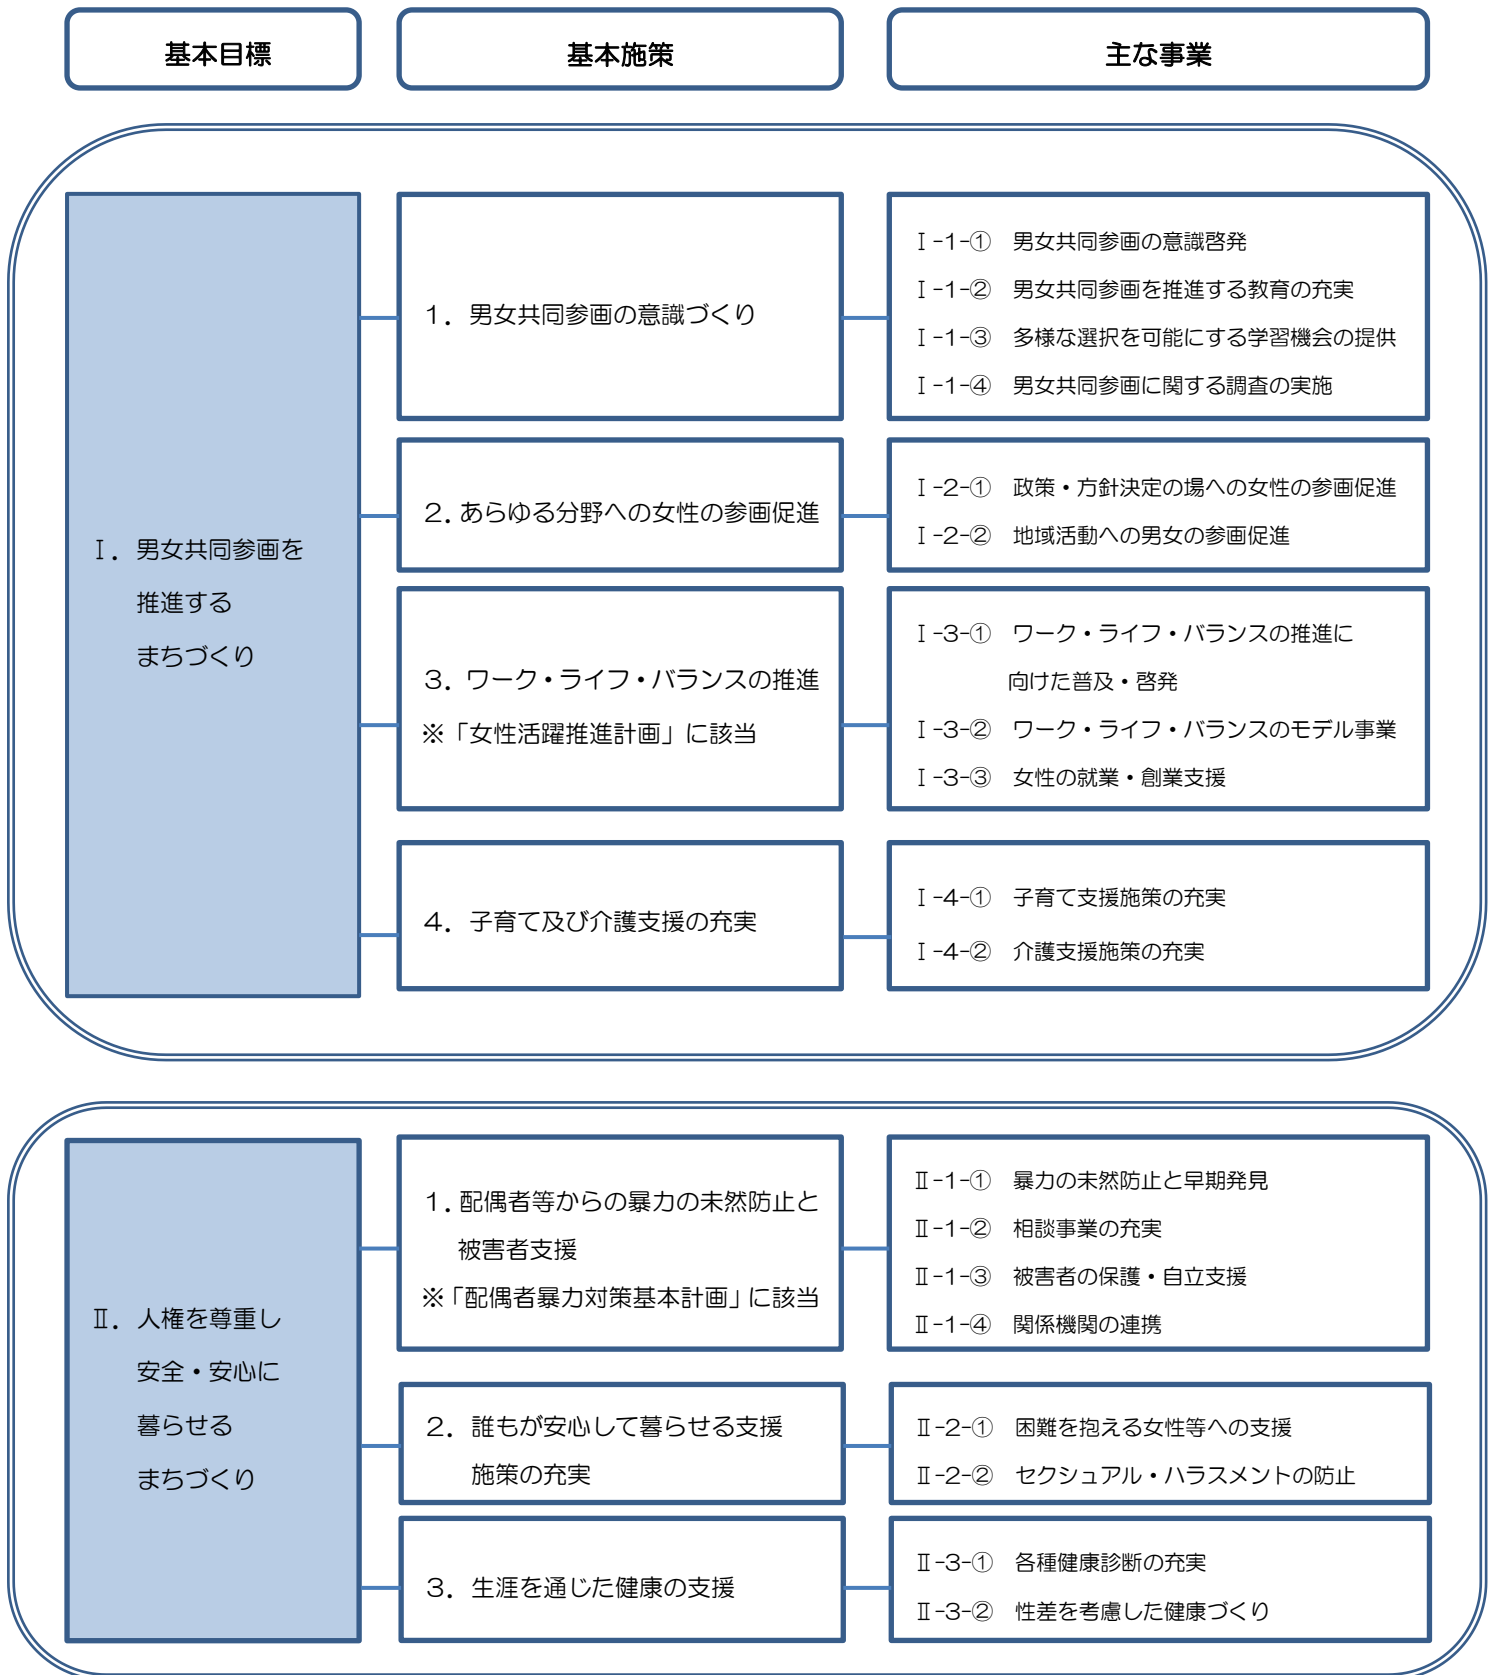 基本目標
基本施策
主な事業
Ⅰ．男女共同参画を
推進する
まちづくり
１．男女共同参画の意識づくり
Ⅰ-1-① 男女共同参画の意識啓発
Ⅰ-1-② 男女共同参画を推進する教育の充実
Ⅰ-1-③ 多様な選択を可能にする学習機会の提供
Ⅰ-1-④ 男女共同参画に関する調査の実施
２．あらゆる分野への女性の参画促進
Ⅰ-2-① 政策・方針決定の場への女性の参画促進
Ⅰ-2-② 地域活動への男女の参画促進
３．ワーク・ライフ・バランスの推進
※「女性活躍推進計画」に該当
Ⅰ-3-① ワーク・ライフ・バランスの推進に
向けた普及・啓発
Ⅰ-3-② ワーク・ライフ・バランスのモデル事業
Ⅰ-3-③ 女性の就業・創業支援
４．子育て及び介護支援の充実
Ⅰ-4-① 子育て支援施策の充実
Ⅰ-4-② 介護支援施策の充実
Ⅱ．人権を尊重し
安全・安心に
暮らせる
まちづくり
１．配偶者等からの暴力の未然防止と
被害者支援
※「配偶者暴力対策基本計画」に該当
Ⅱ-1-① 暴力の未然防止と早期発見
Ⅱ-1-② 相談事業の充実
Ⅱ-1-③ 被害者の保護・自立支援
Ⅱ-1-④ 関係機関の連携
２．誰もが安心して暮らせる支援
施策の充実
Ⅱ-2-① 困難を抱える女性等への支援
Ⅱ-2-② セクシュアル・ハラスメントの防止
３．生涯を通じた健康の支援
Ⅱ-3-① 各種健康診断の充実
Ⅱ-3-② 性差を考慮した健康づくり